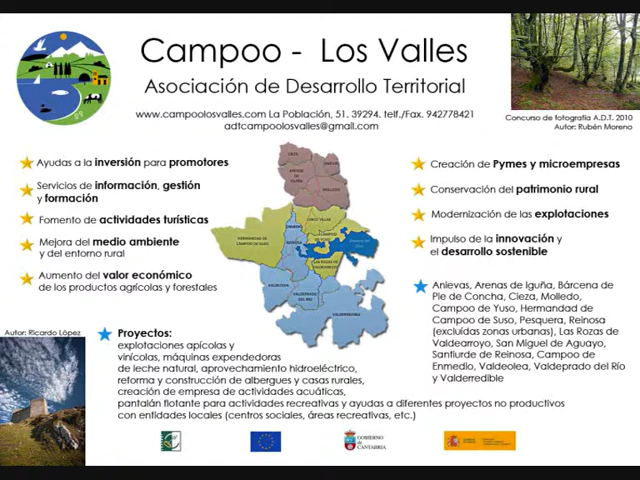 Campoo - Los Valles
Asociación de Desarrollo Territorial
www.campoolosvalles.com La Población, 51. 39294. telf./Fax. 942778421
adtcampoolosvalles@gmail.com
Concurso de fotografía A.D.T. 2010
Autor: Rubén Moreno
Ayudas a la inversión para promotores
Servicios de información, gestión
y formación
Fomento de actividades turísticas
Mejora del medio ambiente
y del entorno rural
Aumento del valor económico
de los productos agrícolas y forestales
Creación de Pymes y microempresas
Conservación del patrimonio rural
Modernización de las explotaciones
Impulso de la innovación y
el desarrollo sostenible
Anievas, Arenas de Iguña, Bárcena de
Pie de Concha, Cieza, Molledo,
Campoo de Yuso, Hermandad de
Campoo de Suso, Pesquera, Reinosa
(excluídas zonas urbanas), Las Rozas de
Valdearroyo, San Miguel de Aguayo,
Santiurde de Reinosa, Campoo de
Enmedio, Valdeolea, Valdeprado del Río
y Valderredible
Autor: Ricardo López
Proyectos:
explotaciones apícolas y
vinícolas, máquinas expendedoras
de leche natural, aprovechamiento hidroeléctrico,
reforma y construcción de albergues y casas rurales,
creación de empresa de actividades acuáticas,
pantalán flotante para actividades recreativas y ayudas a diferentes proyectos no productivos
con entidades locales (centros sociales, áreas recreativas, etc.)
GOBIERNO
de
CANTABRIA